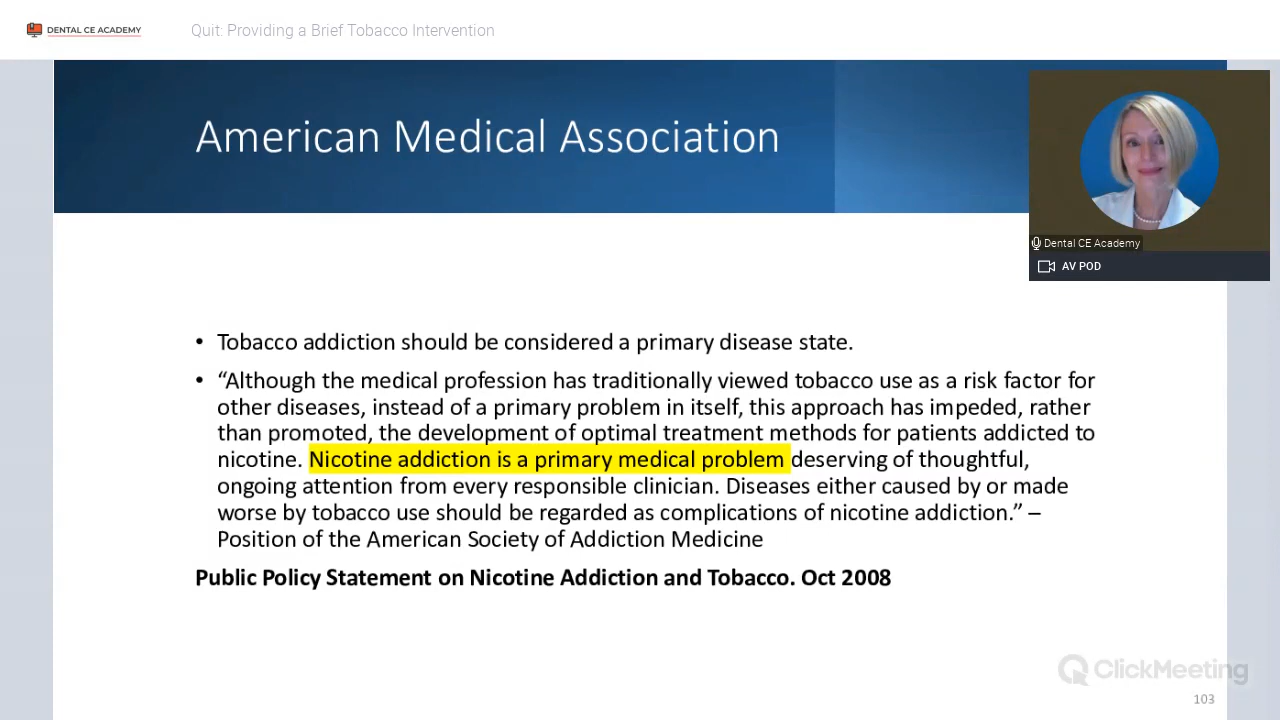 DENTAL CE ACADEMY
Quit: Providing a Brief Tobacco Intervention
American Medical Association
Dental CE Academy
AV POD
• Tobacco addiction should be considered a primary disease state.
• “Although the medical profession has traditionally viewed tobacco use as a risk factor for
other diseases, instead of a primary problem in itself, this approach has impeded, rather
than promoted, the development of optimal treatment methods for patients addicted to
nicotine. Nicotine addiction is a primary medical problem deserving of thoughtful,
ongoing attention from every responsible clinician. Diseases either caused by or made
worse by tobacco use should be regarded as complications of nicotine addiction.” –
Position of the American Society of Addiction Medicine
Public Policy Statement on Nicotine Addiction and Tobacco. Oct 2008
ClickMeeting
103